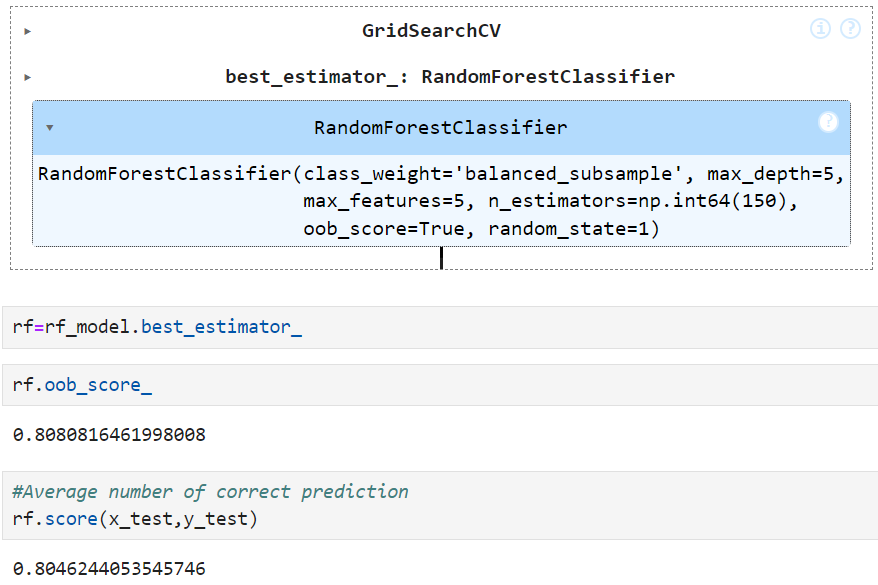 GridSearchCV
best_estimator_: RandomForestClassifier
RandomForestClassifier
RandomForestClassifier(class_weight='balanced_subsample', max_depth=5,
max_features=5, n_estimators=np.int64(150),
oob_score=True, random_state=1)
rf=rf_model.best_estimator_
rf.oob_score_
0.8080816461998008
#Average number of correct prediction
rf.score(x_test,y_test)
0.8046244053545746